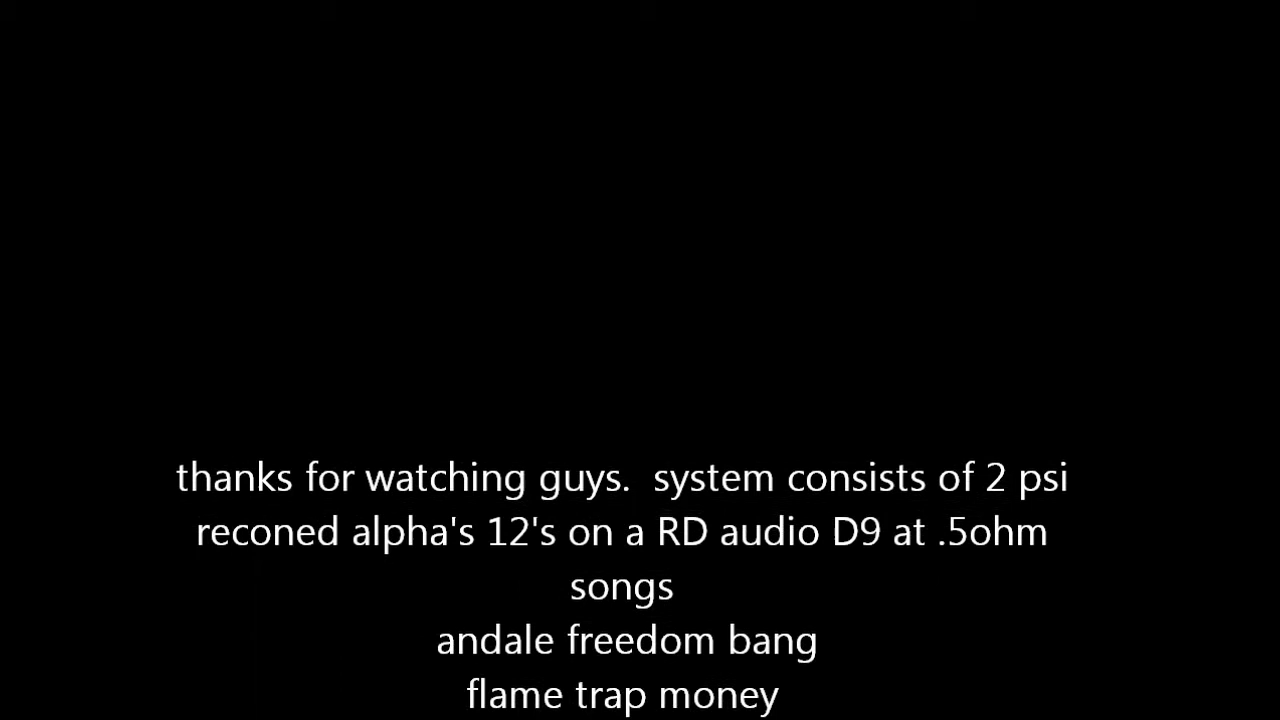 thanks for watching guys.  system consists of 2 psi
reconed alpha's 12's on a RD audio D9 at .5ohm
songs
andale freedom bang
flame trap money